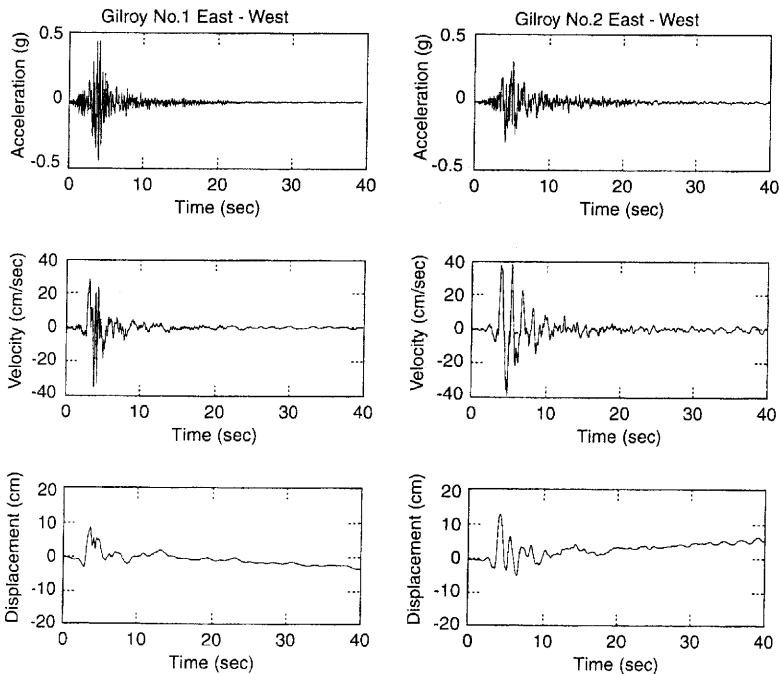 Gilroy No.1 East - West
Acceleration (g)
0.5
0
-0.5
0 10 20 30 40
Time (sec)
Gilroy No.2 East - West
Acceleration (g)
0.5
0
-0.5
0 10 20 30 40
Time (sec)
Velocity (cm/sec)
40
20
0
-20
-40
0 10 20 30 40
Time (sec)
Velocity (cm/sec)
40
20
0
-20
-40
0 10 20 30 40
Time (sec)
Displacement (cm)
20
10
0
-10
-20
0 10 20 30 40
Time (sec)
Displacement (cm)
20
10
0
-10
-20
0 10 20 30 40
Time (sec)